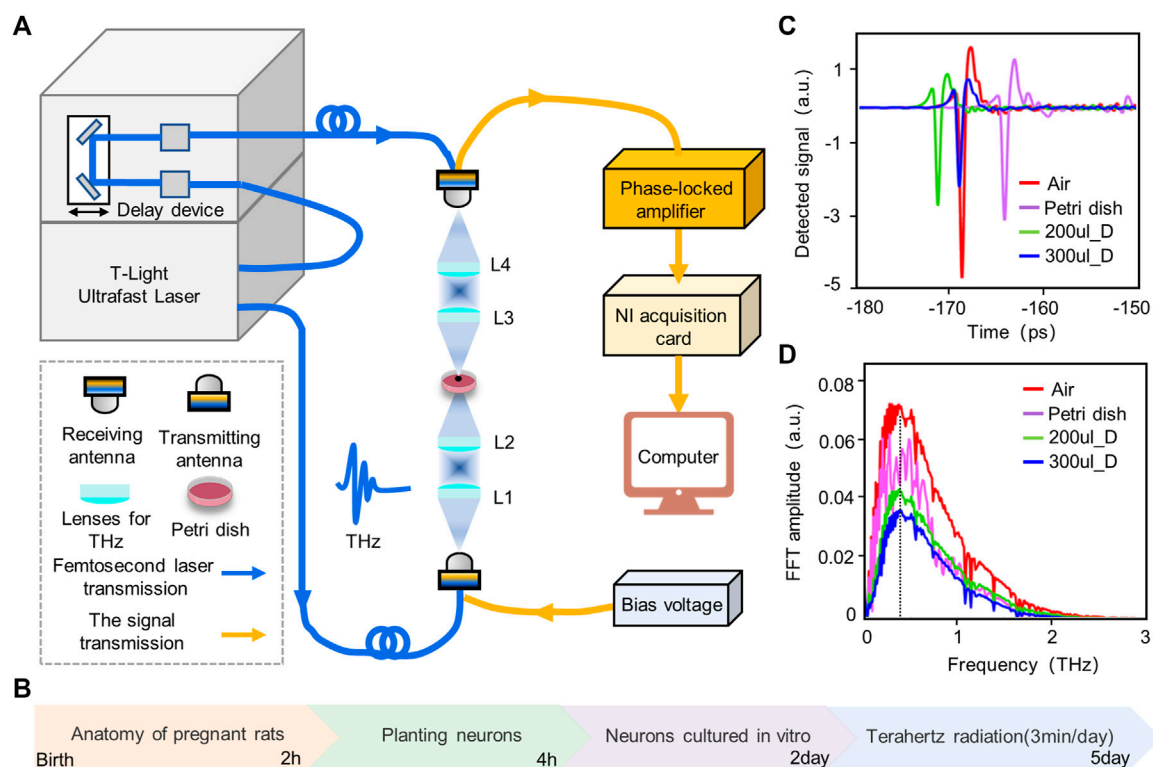 A
Delay device
T-Light
Ultrafast Laser
Receiving
antenna
Transmitting
antenna
Lenses for
THz
Petri dish
Femtosecond laser
transmission
The signal
transmission
THz
L4
L3
L2
L1
Phase-locked
amplifier
NI acquisition
card
Computer
Bias voltage
C
Detected signal (a.u.)
1
-1
-3
-5
-180
-170
-160
-150
Time (ps)
Air
Petri dish
200ul_D
300ul_D
D
FFT amplitude (a.u.)
0.08
0.06
0.04
0.02
0
0
1
2
3
Frequency (THz)
Air
Petri dish
200ul_D
300ul_D
B
Anatomy of pregnant rats
Birth 2h
Planting neurons
4h
Neurons cultured in vitro
2day
Terahertz radiation(3min/day)
5day